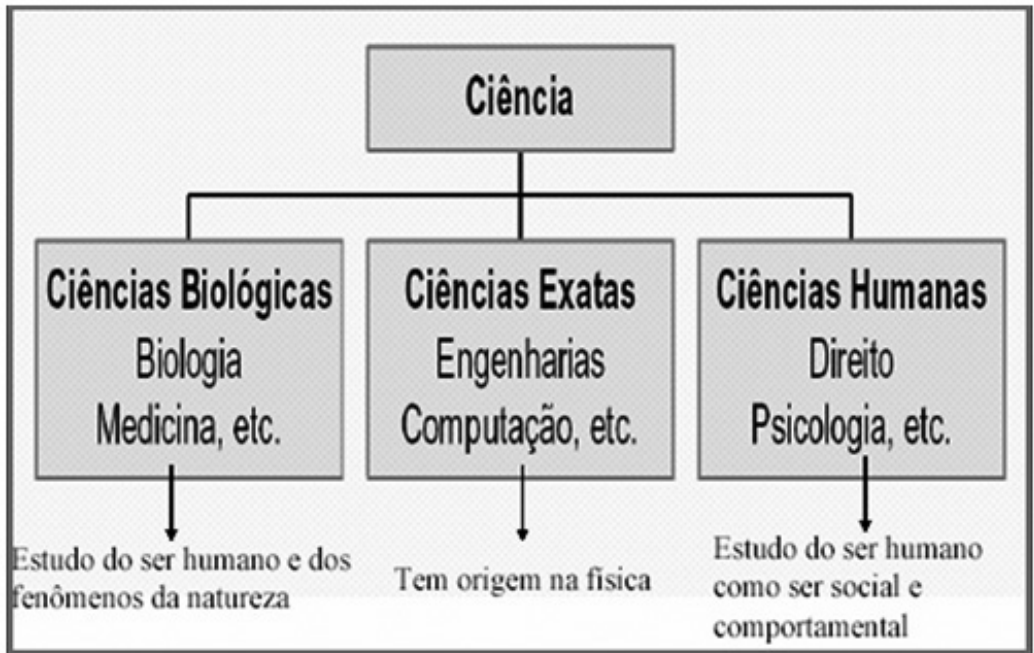 Ciência
Ciências Biológicas
Biologia
Medicina, etc.
Ciências Exatas
Engenharias
Computação, etc.
Ciências Humanas
Direito
Psicologia, etc.
Estudo do ser humano e dos
fenômenos da natureza
Tem origem na física
Estudo do ser humano
como ser social e
comportamental